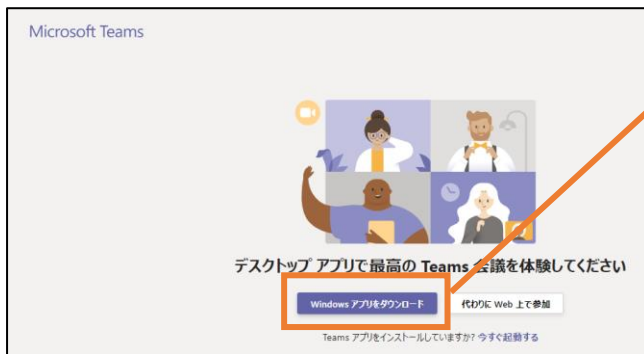 Microsoft Teams
デスクトップ アプリで最高の Teams 会議を体験してください
Windows アプリをダウンロード
代わりに Web 上で参加
Teams アプリをインストールしていますか? 今すぐ起動する